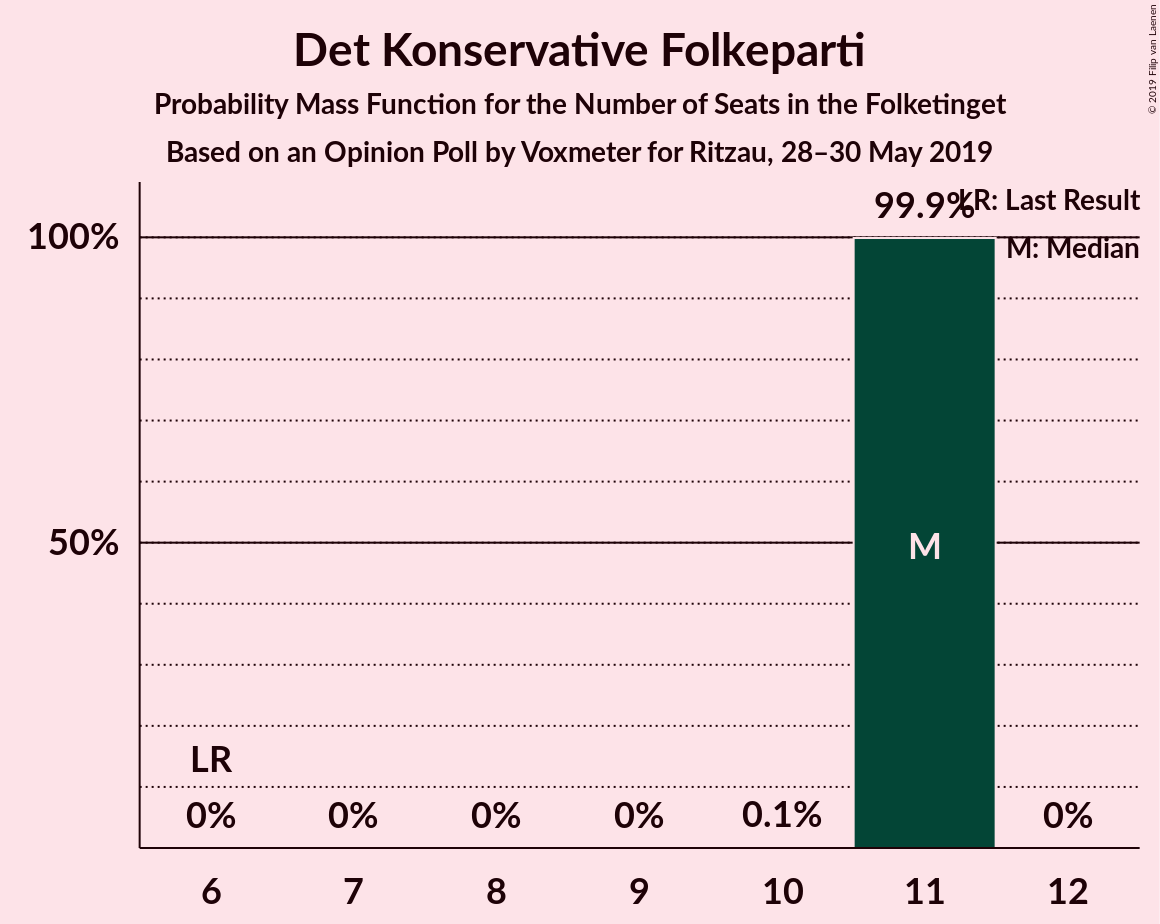 Det Konservative Folkeparti
Probability Mass Function for the Number of Seats in the Folketinget
Based on an Opinion Poll by Voxmeter for Ritzau, 28–30 May 2019
© 2019 Filip van Laenen
LR: Last Result
M: Median
99.9%
100%
50%
M
LR
0% 0% 0% 0% 0.1% 0%
6 7 8 9 10 11 12